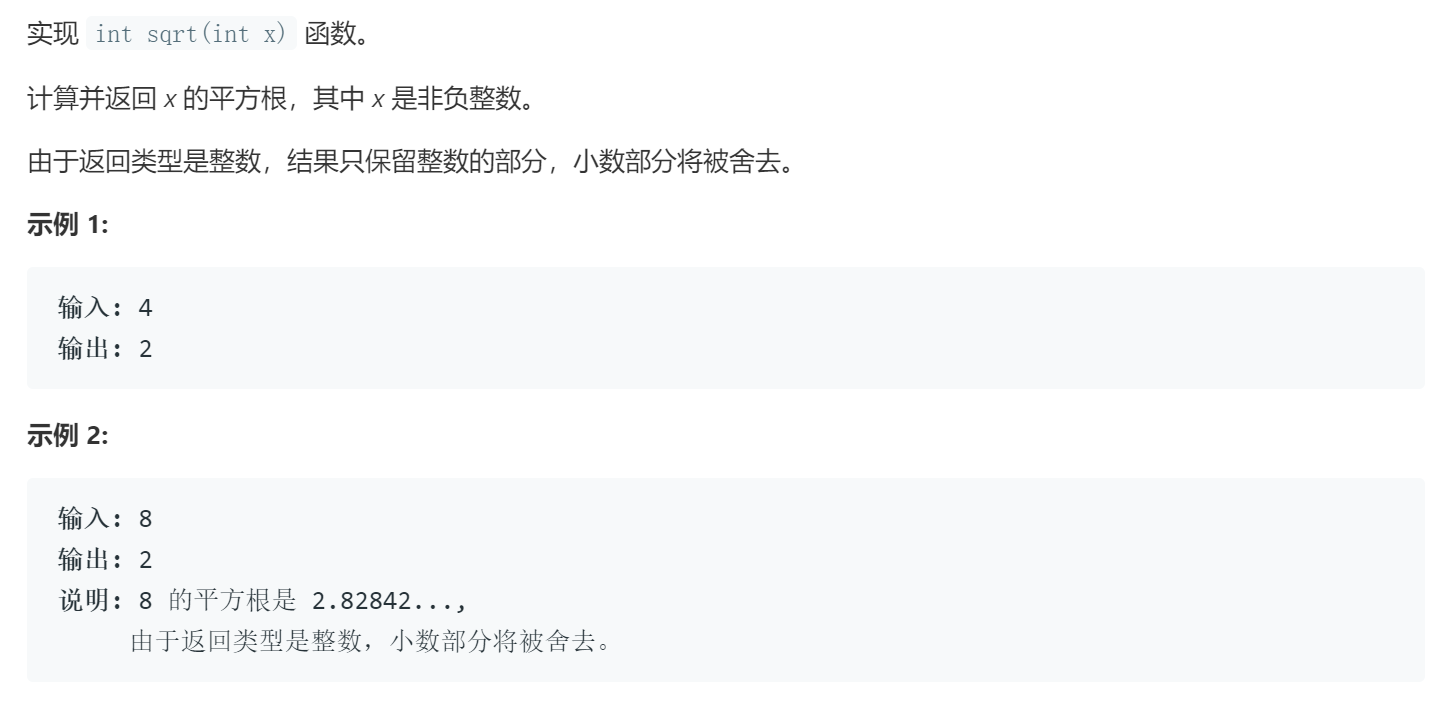 实现 int sqrt(int x) 函数。
计算并返回 x 的平方根，其中 x 是非负整数。
由于返回类型是整数，结果只保留整数的部分，小数部分将被舍去。
示例 1:
输入: 4
输出: 2
示例 2:
输入: 8
输出: 2
说明: 8 的平方根是 2.82842...,
由于返回类型是整数，小数部分将被舍去。